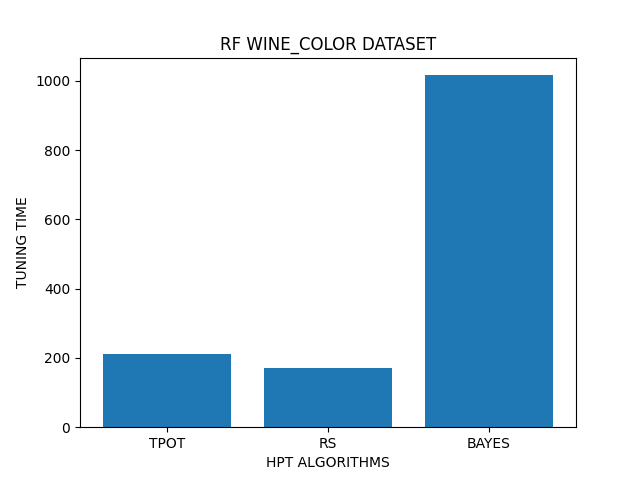 RF WINE_COLOR DATASET
1000
800
600
400
200
0
TUNING TIME
TPOT RS BAYES
HPT ALGORITHMS